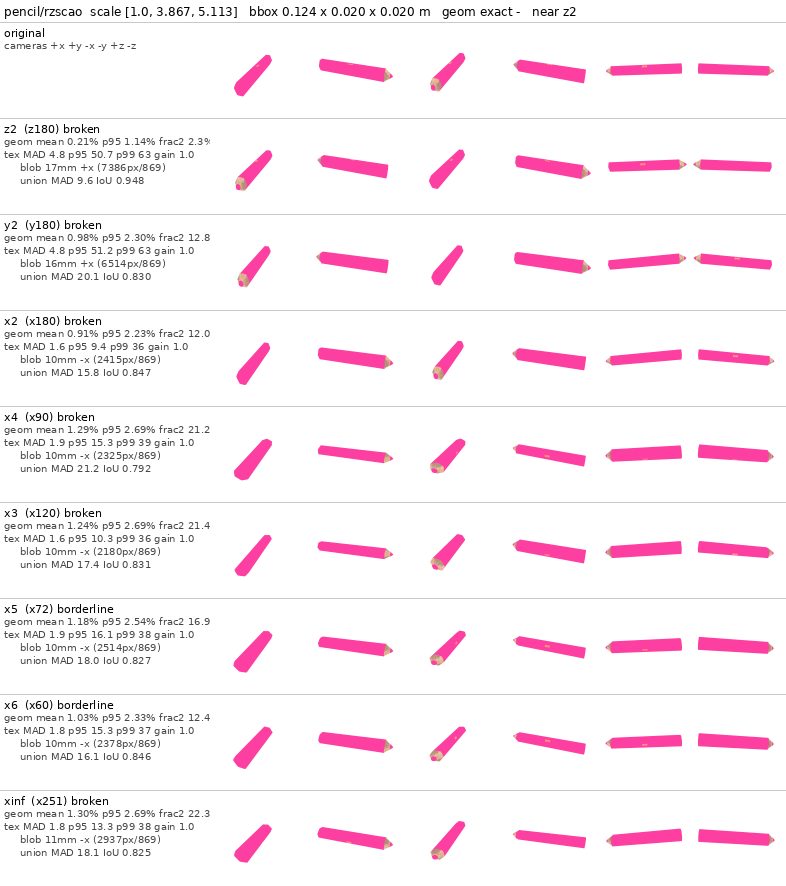 pencil/rzscao  scale [1.0, 3.867, 5.113]   bbox 0.124 x 0.020 x 0.020 m   geom exact -   near z2
original
cameras +x +y -x -y +z -z
z2  (z180) broken
geom mean 0.21% p95 1.14% frac2 2.3%
tex MAD 4.8 p95 50.7 p99 63 gain 1.0
blob 17mm +x (7386px/869)
union MAD 9.6 IoU 0.948
y2  (y180) broken
geom mean 0.98% p95 2.30% frac2 12.8
tex MAD 4.8 p95 51.2 p99 63 gain 1.0
blob 16mm +x (6514px/869)
union MAD 20.1 IoU 0.830
x2  (x180) broken
geom mean 0.91% p95 2.23% frac2 12.0
tex MAD 1.6 p95 9.4 p99 36 gain 1.0
blob 10mm -x (2415px/869)
union MAD 15.8 IoU 0.847
x4  (x90) broken
geom mean 1.29% p95 2.69% frac2 21.2
tex MAD 1.9 p95 15.3 p99 39 gain 1.0
blob 10mm -x (2325px/869)
union MAD 21.2 IoU 0.792
x3  (x120) broken
geom mean 1.24% p95 2.69% frac2 21.4
tex MAD 1.6 p95 10.3 p99 36 gain 1.0
blob 10mm -x (2180px/869)
union MAD 17.4 IoU 0.831
x5  (x72) borderline
geom mean 1.18% p95 2.54% frac2 16.9
tex MAD 1.9 p95 16.1 p99 38 gain 1.0
blob 10mm -x (2514px/869)
union MAD 18.0 IoU 0.827
x6  (x60) borderline
geom mean 1.03% p95 2.33% frac2 12.4
tex MAD 1.8 p95 15.3 p99 37 gain 1.0
blob 10mm -x (2378px/869)
union MAD 16.1 IoU 0.846
xinf  (x251) broken
geom mean 1.30% p95 2.69% frac2 22.3
tex MAD 1.8 p95 13.3 p99 38 gain 1.0
blob 11mm -x (2937px/869)
union MAD 18.1 IoU 0.825